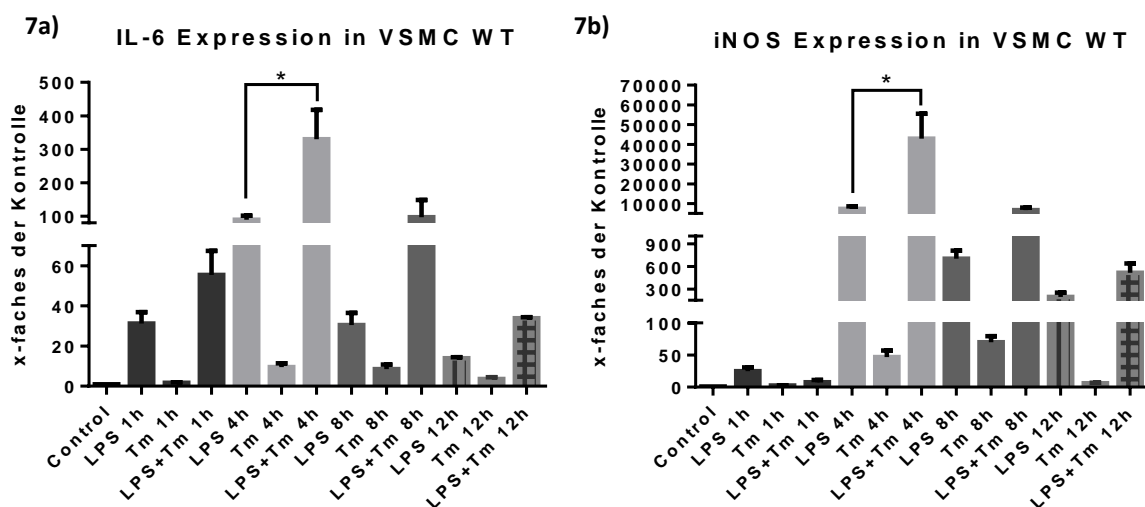 7a)
IL-6 Expression in VSMC WT
*
x-faches der Kontrolle
500
400
300
200
100
60
40
20
0
Control
LPS 1h
Tm 1h
LPS+Tm 1h
LPS 4h
Tm 4h
LPS+Tm 4h
LPS 8h
Tm 8h
LPS+Tm 8h
LPS 12h
Tm 12h
LPS+Tm 12h
7b)
iNOS Expression in VSMC WT
*
x-faches der Kontrolle
70000
60000
50000
40000
30000
20000
10000
900
600
300
100
50
0
Control
LPS 1h
Tm 1h
LPS+Tm 1h
LPS 4h
Tm 4h
LPS+Tm 4h
LPS 8h
Tm 8h
LPS+Tm 8h
LPS 12h
Tm 12h
LPS+Tm 12h